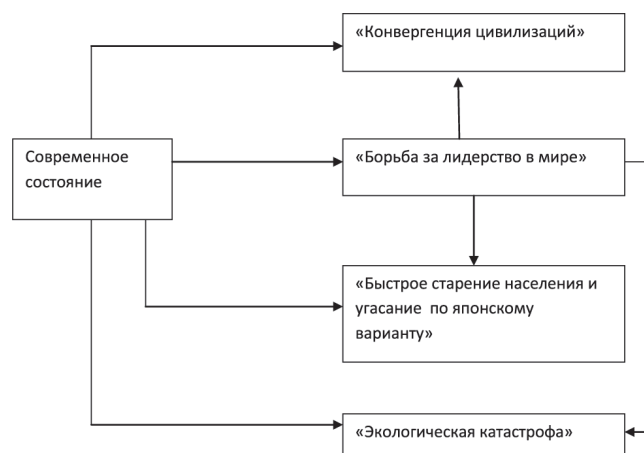 «Конвергенция цивилизаций»
Современное
состояние
«Борьба за лидерство в мире»
«Быстрое старение населения и
угасание по японскому
варианту»
«Экологическая катастрофа»